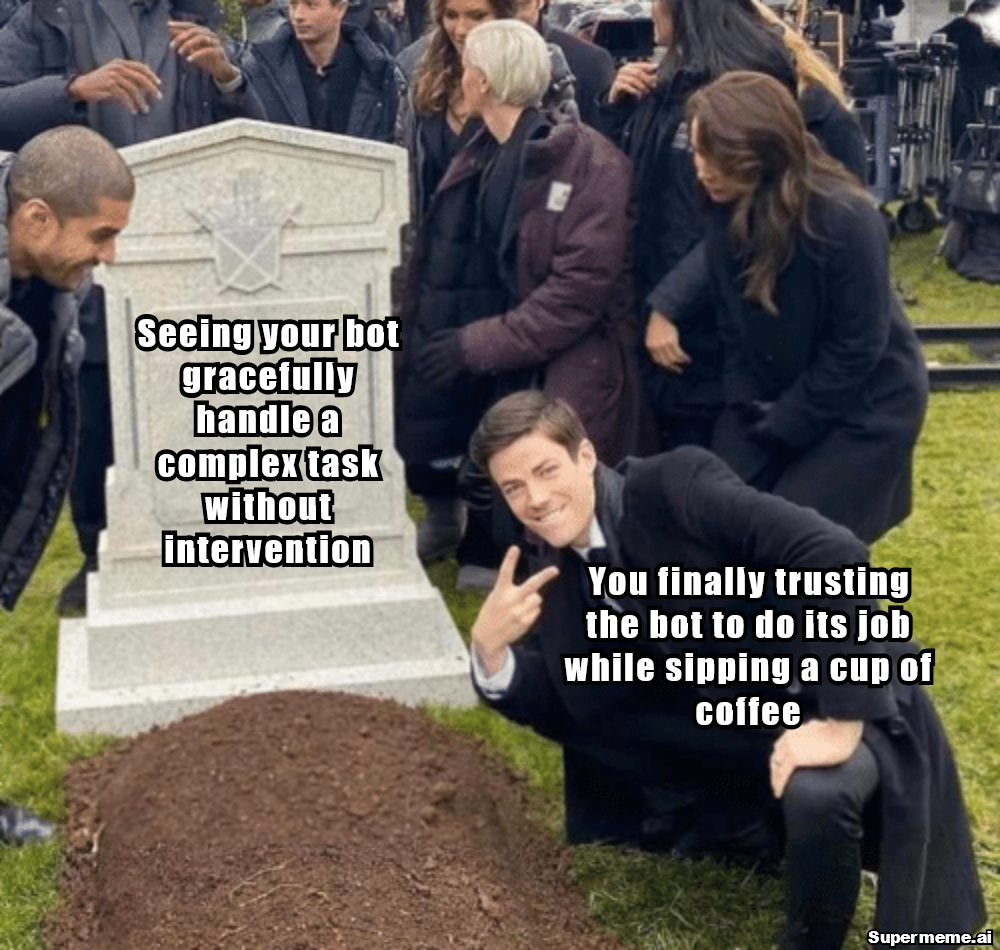 Seeing your bot
gracefully
handle a
complex task
without
intervention
You finally trusting
the bot to do its job
while sipping a cup of
coffee
Supermeme.ai